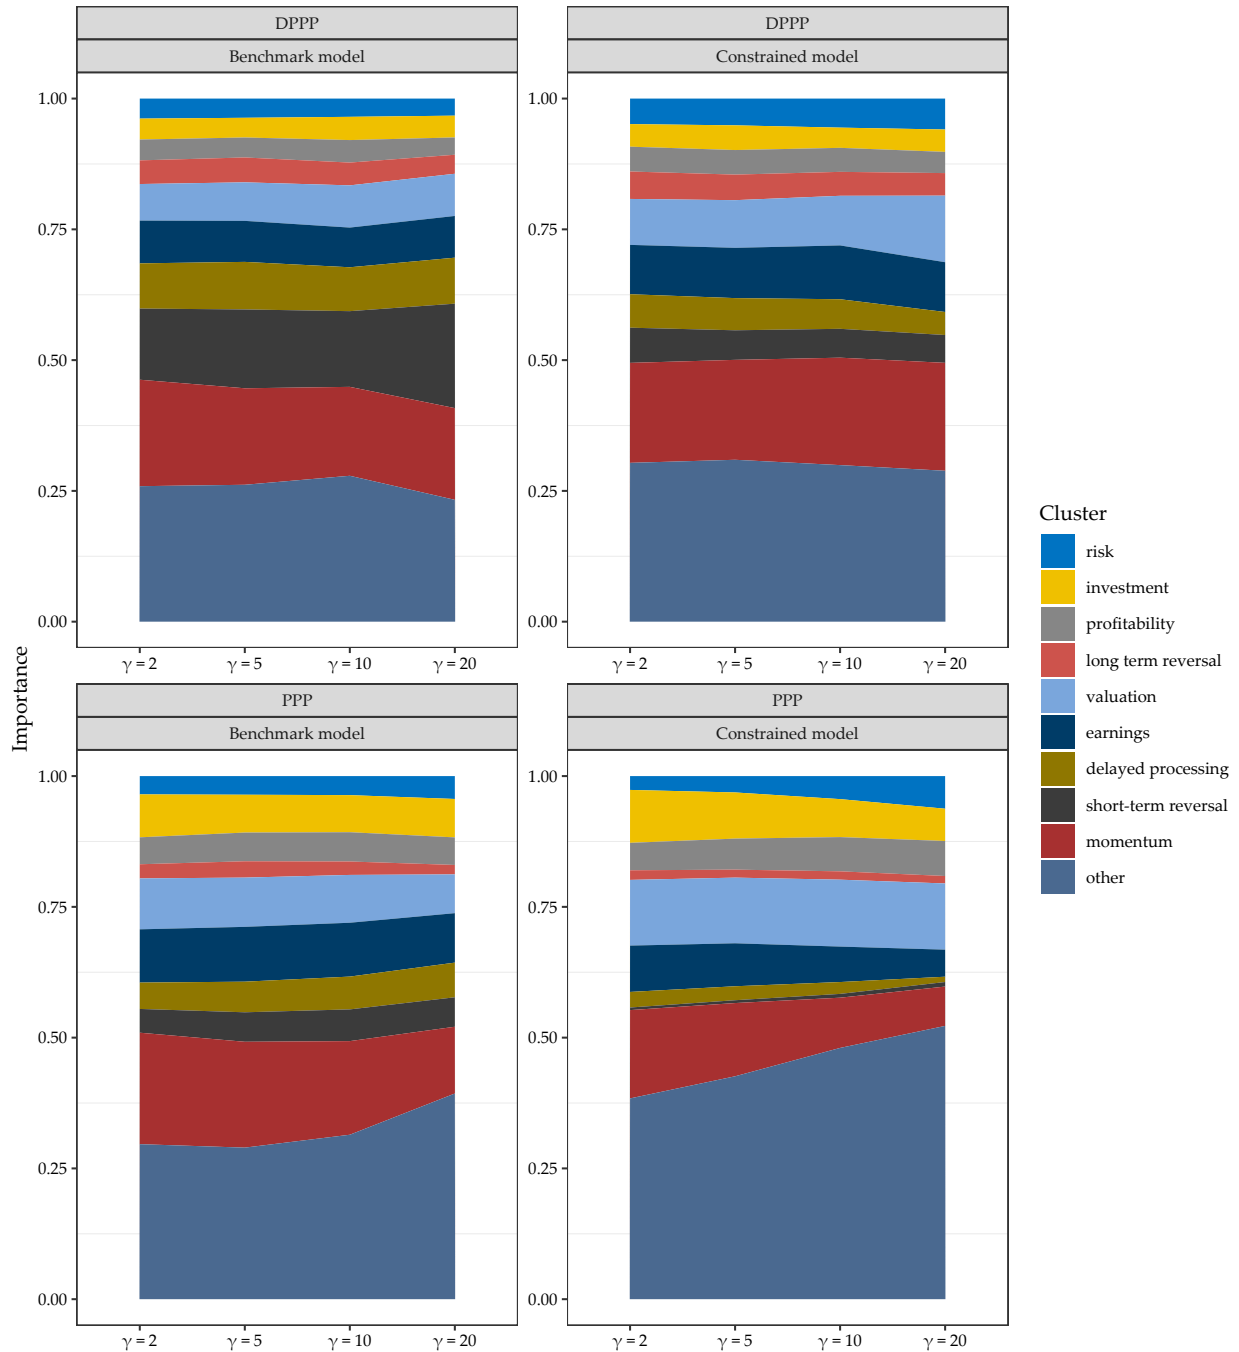 DPPP
Benchmark model
DPPP
Constrained model
1.00
0.75
0.50
0.25
0.00
γ = 2
γ = 5
γ = 10
γ = 20
γ = 2
γ = 5
γ = 10
γ = 20
Importance
PPP
Benchmark model
PPP
Constrained model
1.00
0.75
0.50
0.25
0.00
γ = 2
γ = 5
γ = 10
γ = 20
γ = 2
γ = 5
γ = 10
γ = 20
1.00
0.75
0.50
0.25
0.00
1.00
0.75
0.50
0.25
0.00
Cluster
risk
investment
profitability
long term reversal
valuation
earnings
delayed processing
short-term reversal
momentum
other